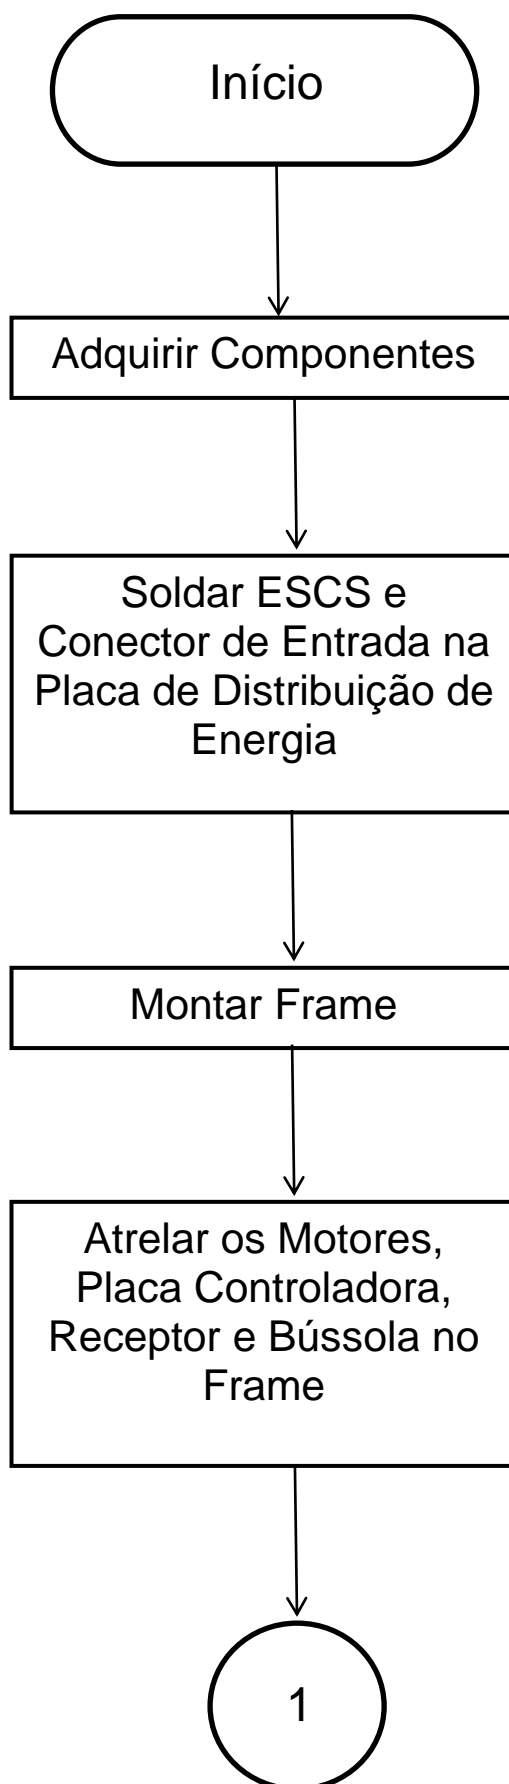 Início
Adquirir Componentes
Soldar ESCS e
Conector de Entrada na
Placa de Distribuição de
Energia
Montar Frame
Atrelar os Motores,
Placa Controladora,
Receptor e Bússola no
Frame
1